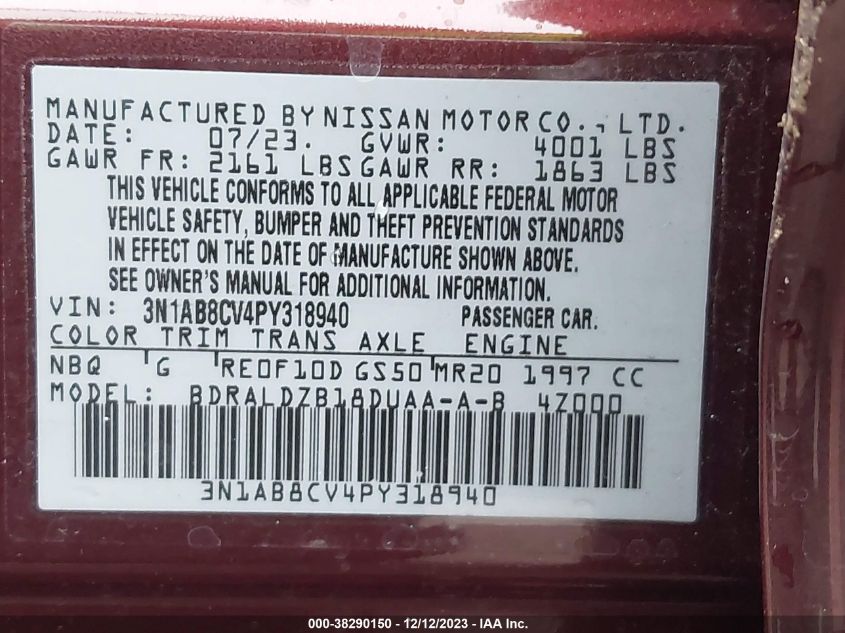 MANUFACTURED BY NISSAN MOTOR CO., LTD.
DATE: 07/23. GVWR: 4001 LBS
GAWR FR: 2161 LBS GAWR RR: 1863 LBS
THIS VEHICLE CONFORMS TO ALL APPLICABLE FEDERAL MOTOR
VEHICLE SAFETY, BUMPER AND THEFT PREVENTION STANDARDS
IN EFFECT ON THE DATE OF MANUFACTURE SHOWN ABOVE.
SEE OWNER'S MANUAL FOR ADDITIONAL INFORMATION.
VIN: 3N1AB8CV4PY318940 PASSENGER CAR.
COLOR TRIM TRANS AXLE ENGINE
NBQ G RE0F10D GS50 MR20 1997 CC
MODEL: BDRALDZB18DUAA-A-B 4Z000
3N1AB8CV4PY318940
000-38290150 - 12/12/2023 - IAA Inc.